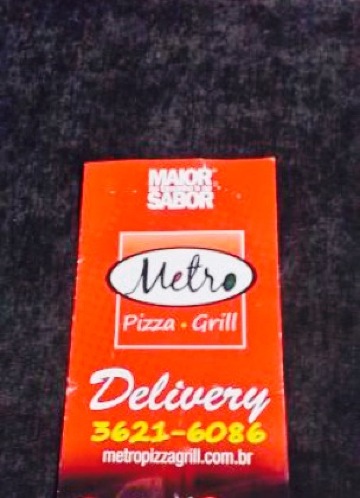 MAIOR
SABOR
Metro
Pizza • Grill
Delivery
3621-6086
metropizzagrill.com.br